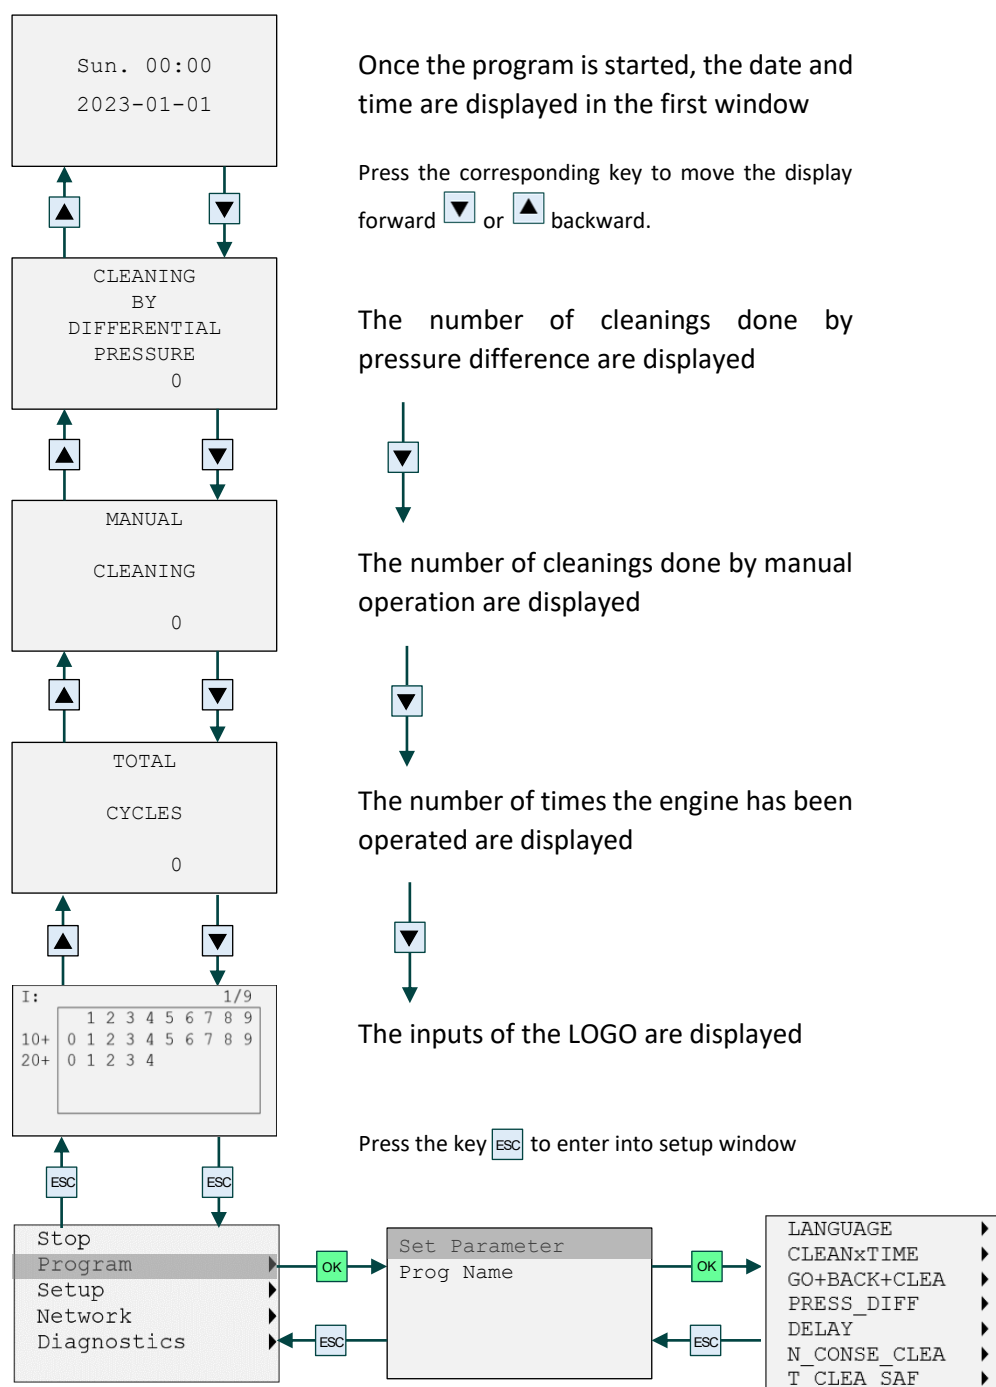 Sun. 00:00
2023-01-01
Once the program is started, the date and
time are displayed in the first window
Press the corresponding key to move the display
forward ▼ or ▲ backward.
▲ ▼
CLEANING
BY
DIFFERENTIAL
PRESSURE
0
The number of cleanings done by
pressure difference are displayed
▲ ▼ ▼
MANUAL
CLEANING
0
The number of cleanings done by manual
operation are displayed
▲ ▼ ▼
TOTAL
CYCLES
0
The number of times the engine has been
operated are displayed
▲ ▼ ▼
I: 1/9
1 2 3 4 5 6 7 8 9
10+ 0 1 2 3 4 5 6 7 8 9
20+ 0 1 2 3 4
The inputs of the LOGO are displayed
Press the key ESC to enter into setup window
ESC ESC
Stop
Program
Setup
Network
Diagnostics
OK
ESC
Set Parameter
Prog Name
OK
ESC
LANGUAGE
CLEANxTIME
GO+BACK+CLEA
PRESS_DIFF
DELAY
N_CONSE_CLEA
T_CLEA_SAF